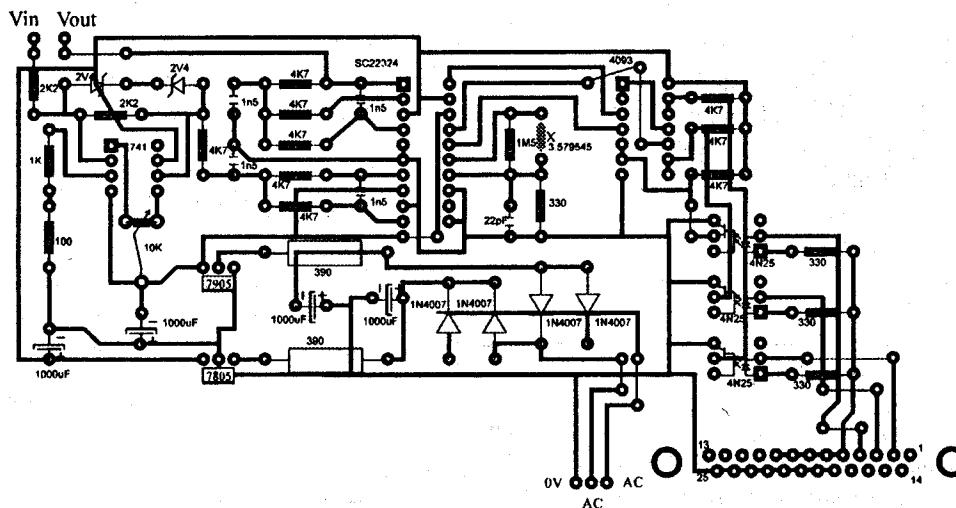 Vin Vout
2V4 2V4
2K2
2K2
1K
741
4K7
1n5
1n5
4K7
4K7
4K7
4K7
4K7
SC22324
1n5
1n5
1M5
X
3.579545
330
22pF
4093
4K7
4K7
4K7
100
10K
7905
390
1000uF
1000uF
1000uF
1000uF
390
7805
1N4007
1N4007
1N4007
1N4007
4N25
330
4N25
330
4N25
330
13
1
25
14
0V
AC
AC